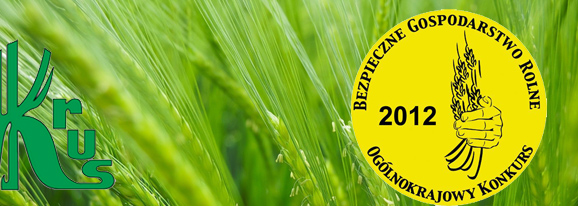 Krus
BEZPIECZNE GOSPODARSTWO ROLNE
2012
OGÓLNOKRAJOWY KONKURS